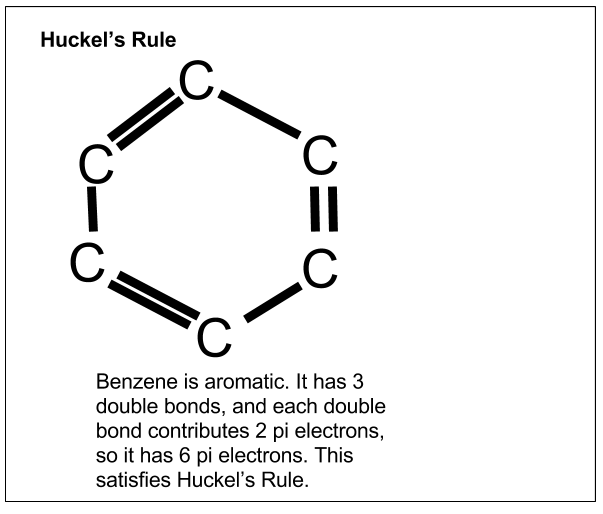 Huckel's Rule
C
C
C
C
C
C
Benzene is aromatic. It has 3
double bonds, and each double
bond contributes 2 pi electrons,
so it has 6 pi electrons. This
satisfies Huckel's Rule.